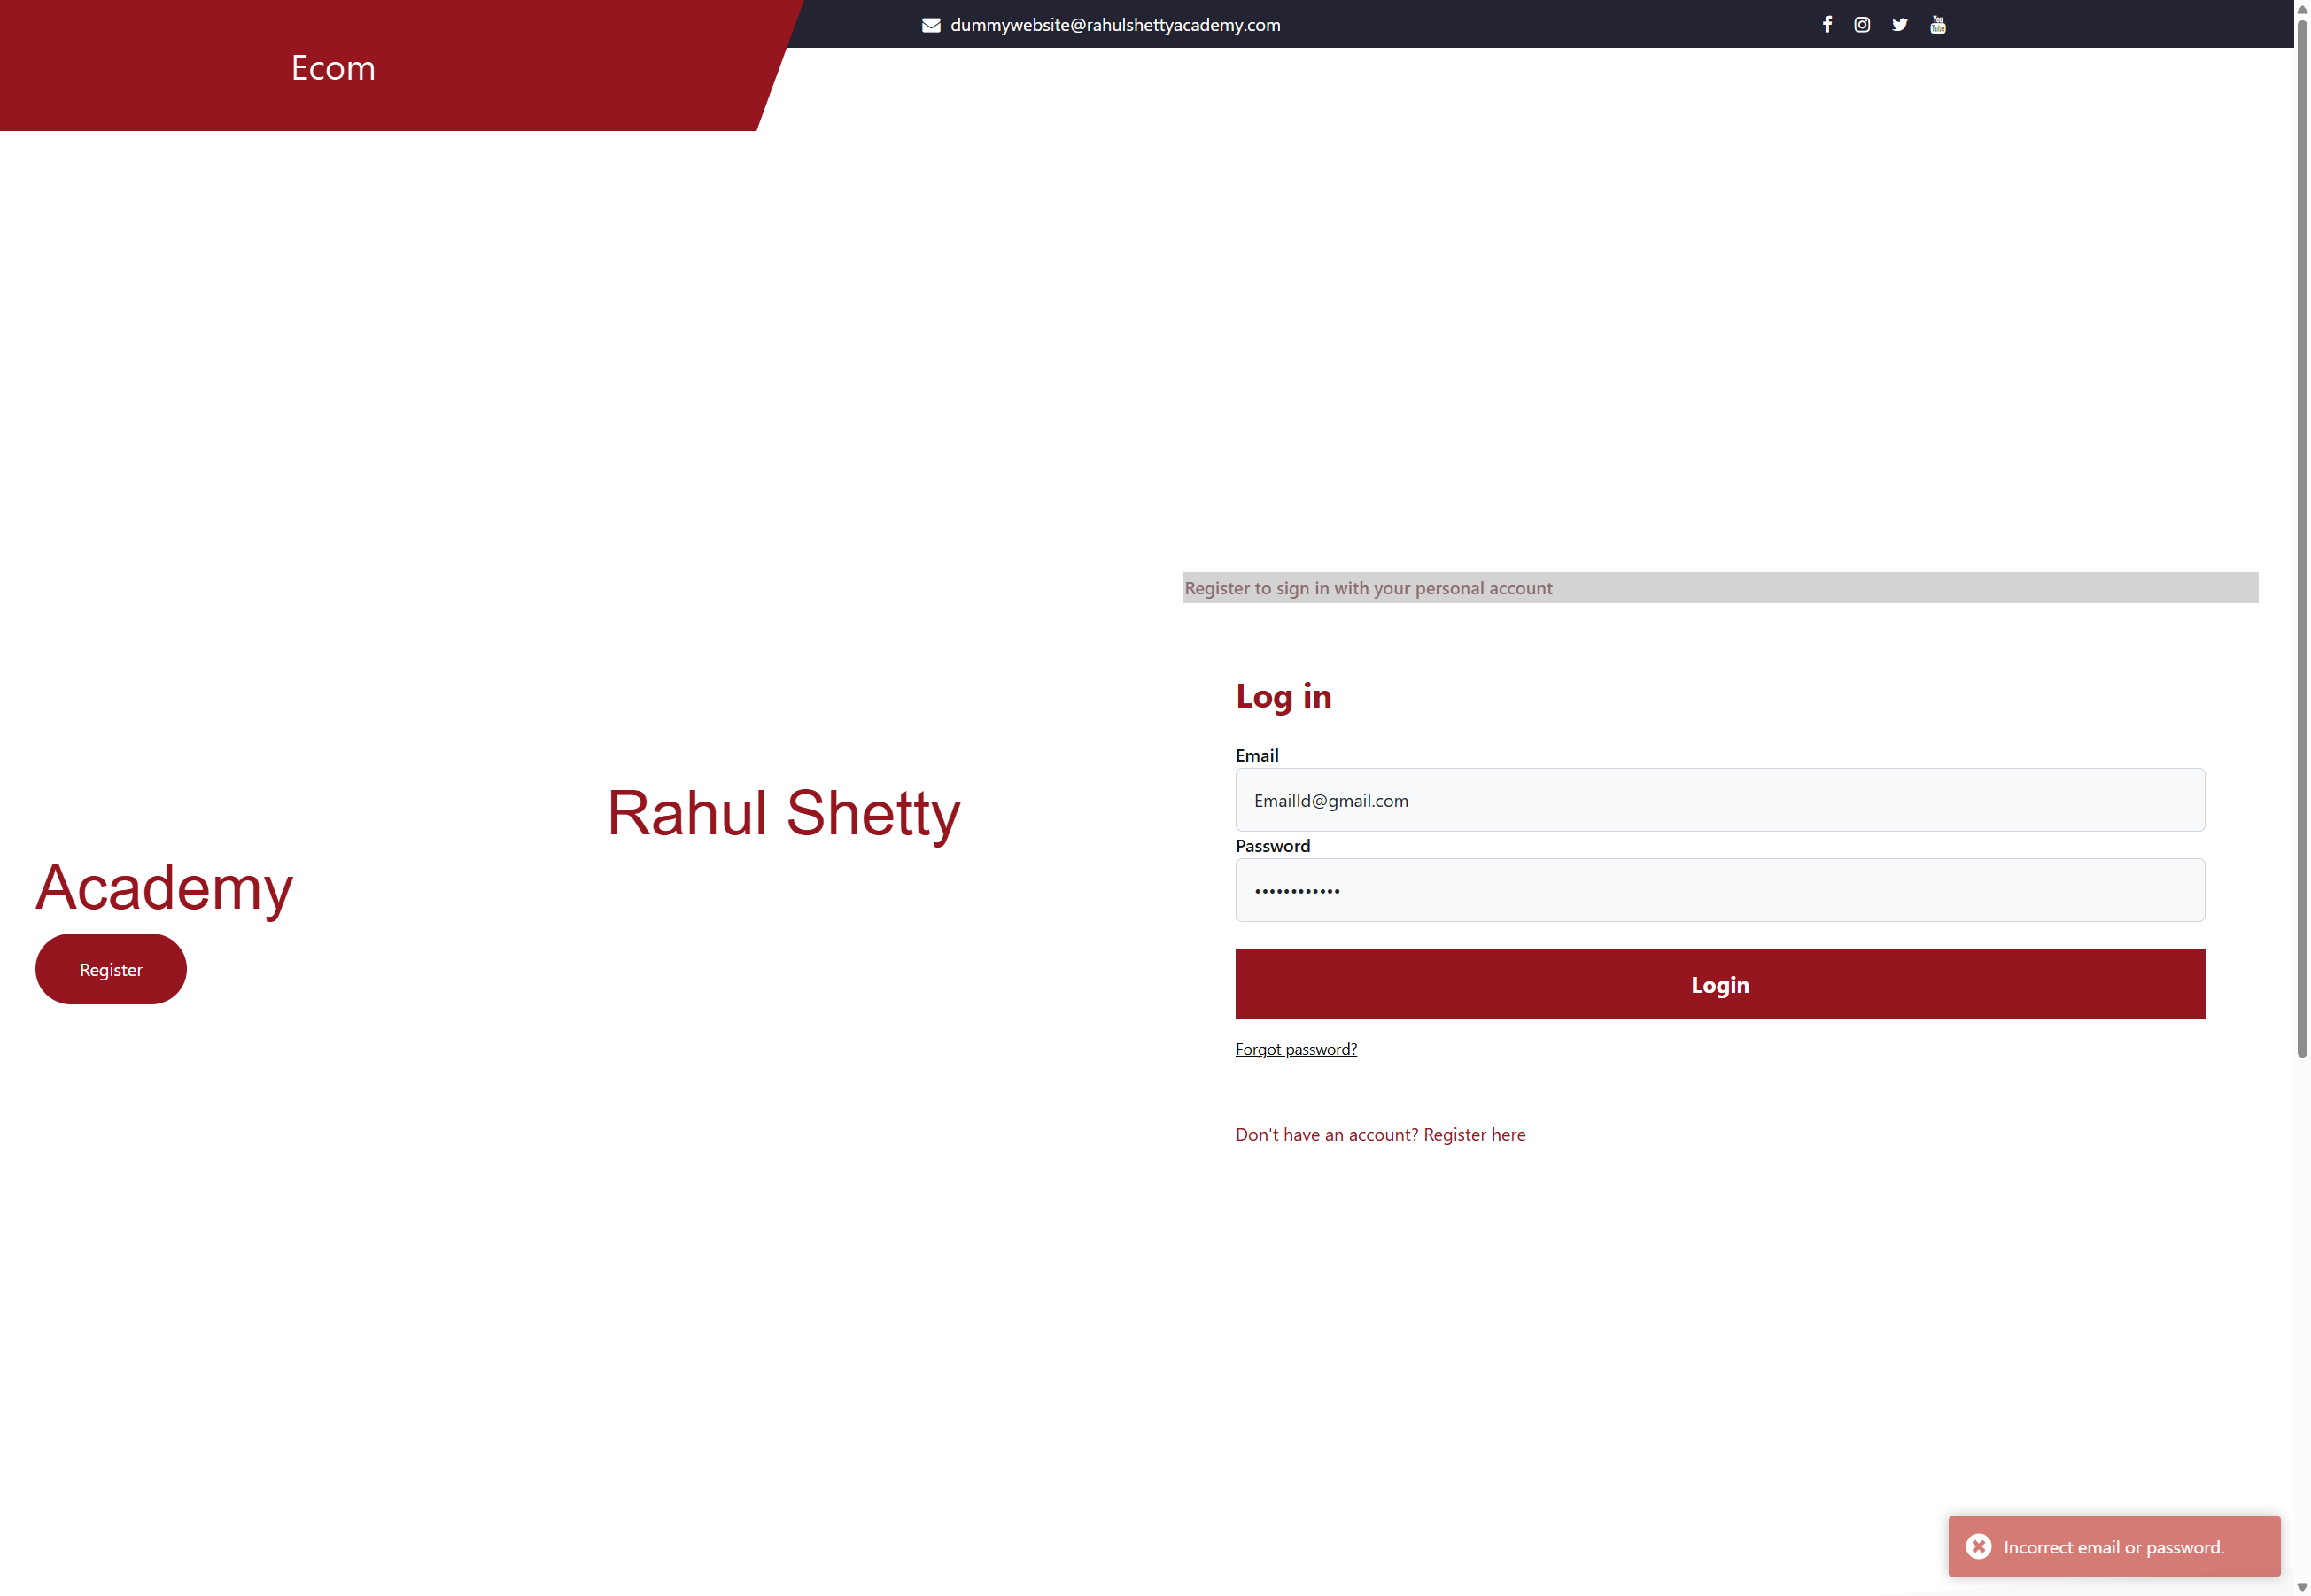 dummywebsite@rahulshettyacademy.com
Ecom
Register to sign in with your personal account
Log in
Email
EmailId@gmail.com
Rahul Shetty
Academy
Register
Password
••••••••••••
Login
Forgot password?
Don't have an account? Register here
Incorrect email or password.